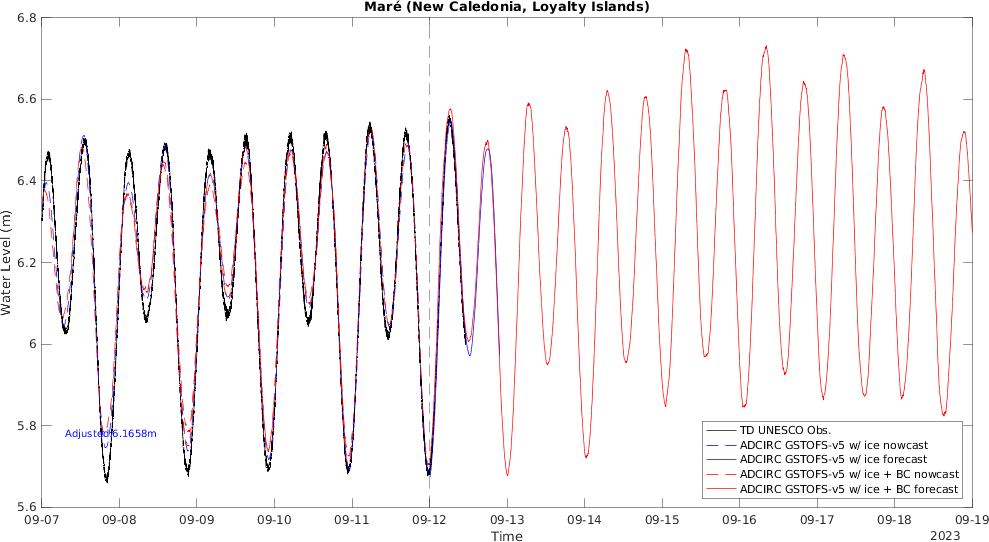 Maré (New Caledonia, Loyalty Islands)
6.8
6.6
6.4
6.2
6
5.8
5.6
Water Level (m)
Adjusted 6.1658m
TD UNESCO Obs.
ADCIRC GSTOFS-v5 w/ ice nowcast
ADCIRC GSTOFS-v5 w/ ice forecast
ADCIRC GSTOFS-v5 w/ ice + BC nowcast
ADCIRC GSTOFS-v5 w/ ice + BC forecast
09-07 09-08 09-09 09-10 09-11 09-12 09-13 09-14 09-15 09-16 09-17 09-18 09-19
Time
2023